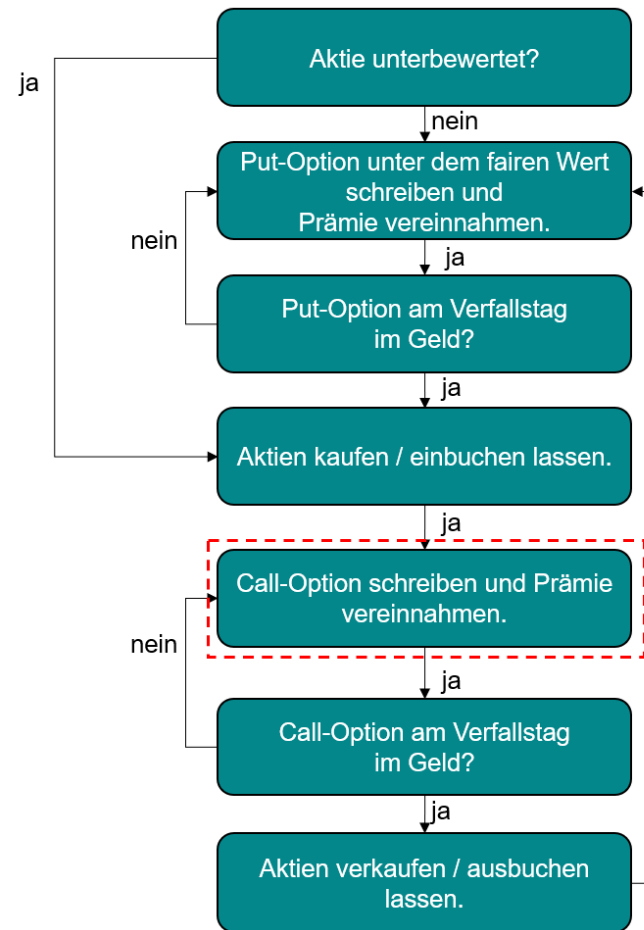 Aktie unterbewertet?
ja
nein
Put-Option unter dem fairen Wert
schreiben und
Prämie vereinnahmen.
nein
ja
Put-Option am Verfallstag
im Geld?
ja
Aktien kaufen / einbuchen lassen.
ja
Call-Option schreiben und Prämie
vereinnahmen.
nein
ja
Call-Option am Verfallstag
im Geld?
ja
Aktien verkaufen / ausbuchen
lassen.